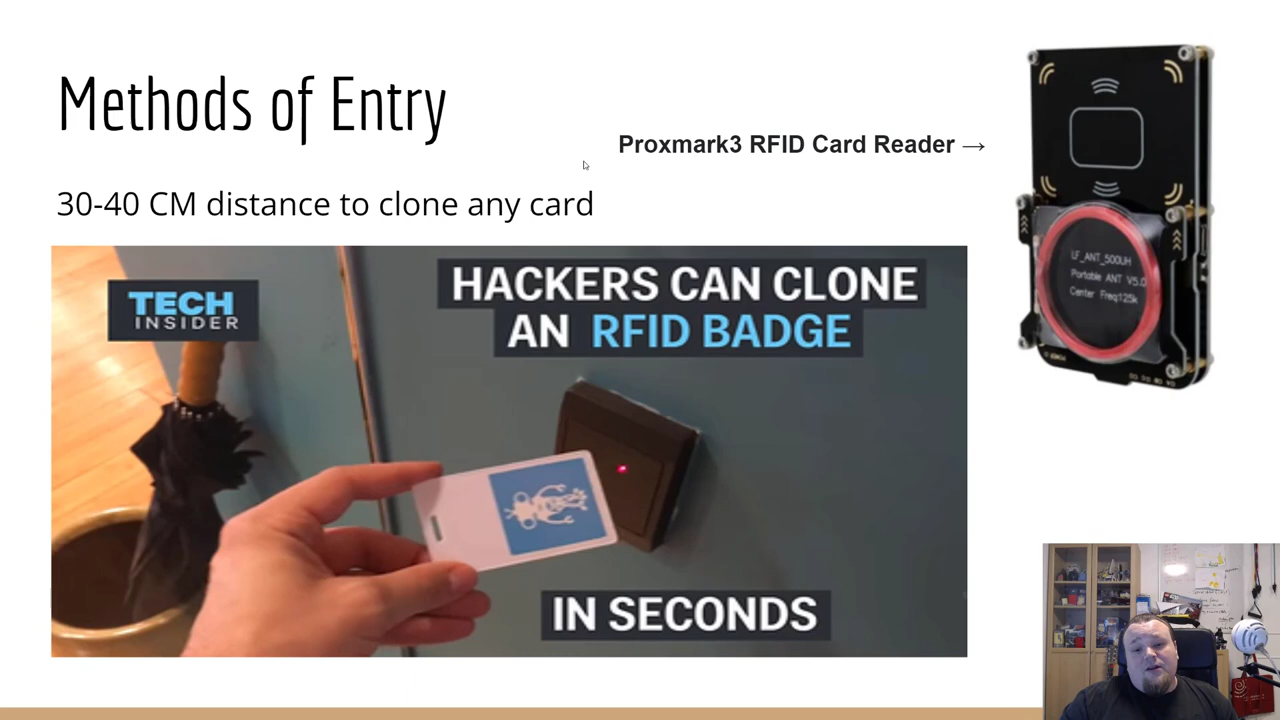 Methods of Entry
Proxmark3 RFID Card Reader →
30-40 CM distance to clone any card
TECH
INSIDER
HACKERS CAN CLONE
AN RFID BADGE
IN SECONDS
LF_ANT_500UH
Portable ANT V5.0
Center Freq125k